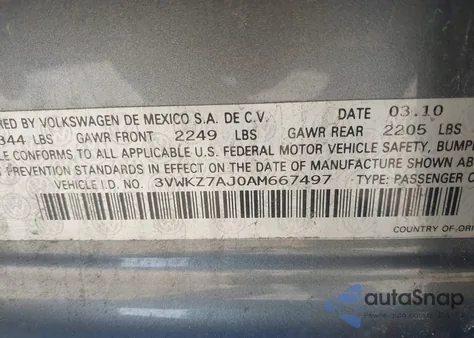 RED BY VOLKSWAGEN DE MEXICO S.A. DE C.V. DATE 03.10
344 LBS GAWR FRONT 2249 LBS GAWR REAR 2205 LBS
LE CONFORMS TO ALL APPLICABLE U.S. FEDERAL MOTOR VEHICLE SAFETY, BUMPE
T PREVENTION STANDARDS IN EFFECT ON THE DATE OF MANUFACTURE SHOWN AB
VEHICLE I.D. NO. 3VWKZ7AJ0AM667497 TYPE: PASSENGER C
COUNTRY OF ORI
autoSnap